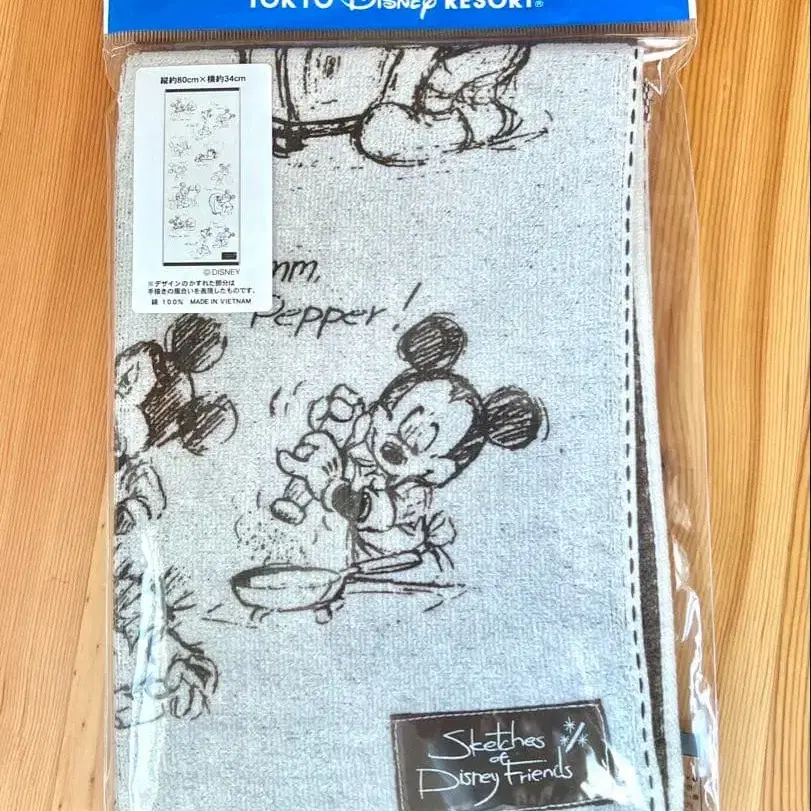 TOKYO Disney RESORT®
縦約80cm×横約34cm
©DISNEY
※デザインのかすれた部分は
手描きの風合いを表現したものです。
綿 100% MADE IN VIETNAM
mm,
Pepper!
Sketches
of
Disney Friends